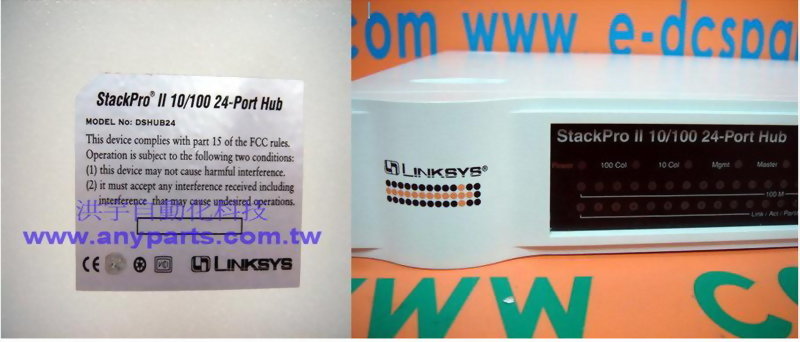 StackPro® II 10/100 24-Port Hub
MODEL No: DSHUB24
This device complies with part 15 of the FCC rules.
Operation is subject to the following two conditions:
(1) this device may not cause harmful interference.
(2) it must accept any interference received including
interference that may cause undesired operations.
洪宇自動化科技
www.anyparts.com.tw
CE
LINKSYS
com www e-dcspa
LINKSYS®
StackPro II 10/100 24-Port Hub
Power 100 Col 10 Col Mgmt Master
100 M
Link / Act / Partit
WWW